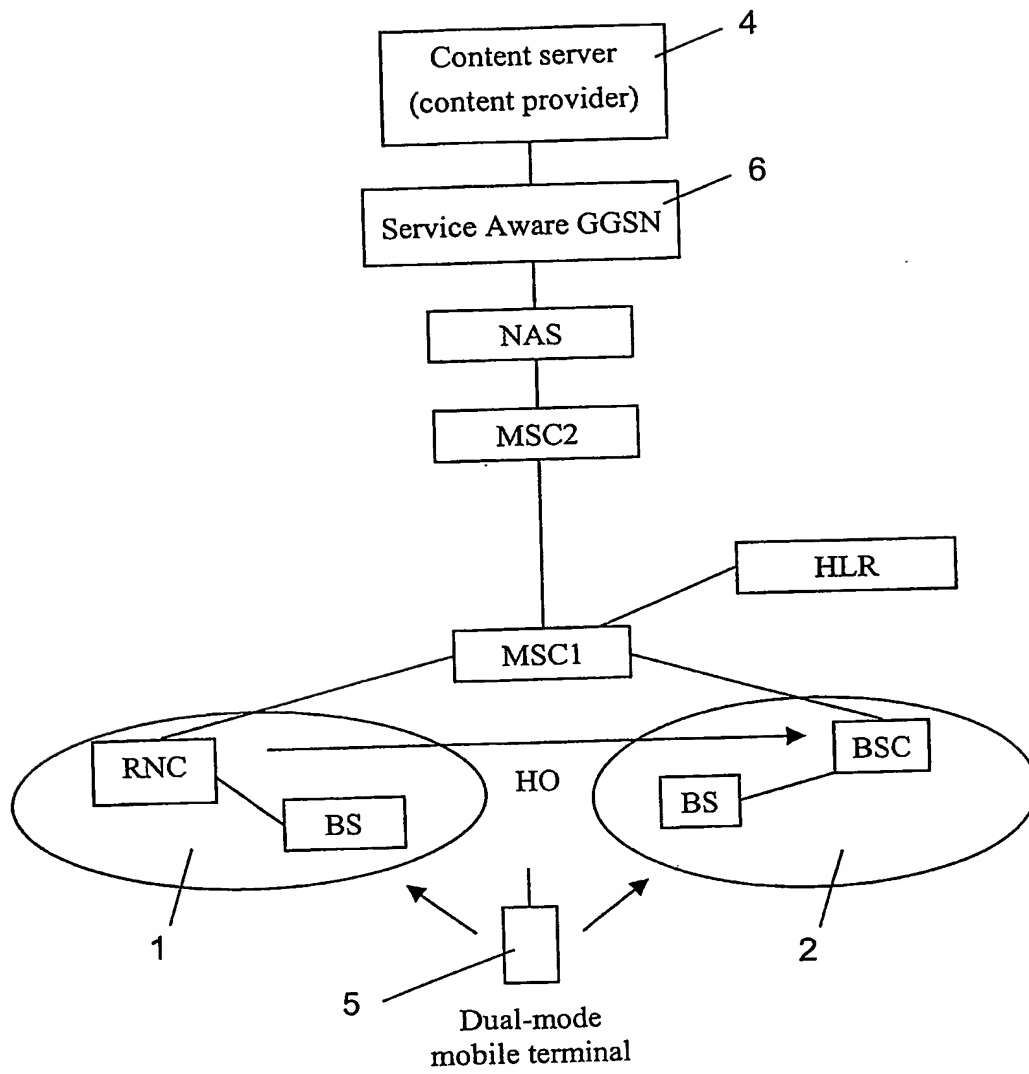 4
Content server
(content provider)
6
Service Aware GGSN
NAS
MSC2
HLR
MSC1
RNC
BSC
HO
BS
BS
1
2
5
Dual-mode
mobile terminal